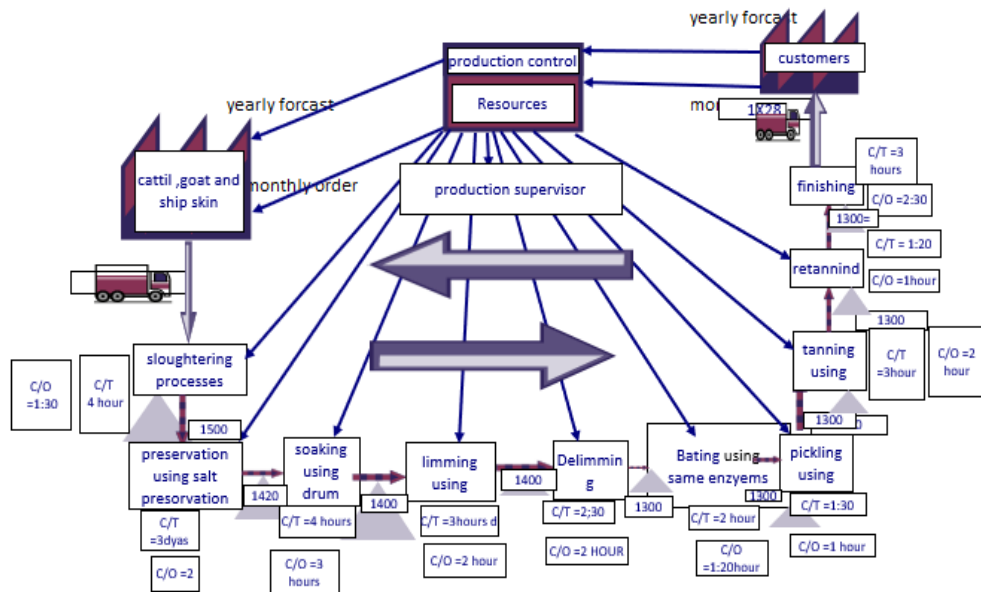 yearly forcast
production control
customers
Resources
yearly forcast
1X28
cattil ,goat and
ship skin
monthly order
production supervisor
C/T =3
hours
finishing
C/O =2:30
1300=
C/T = 1:20
retannind
C/O =1hour
1300
sloughtering
processes
C/O
=1:30
C/T
4 hour
tanning
using
C/T
=3hour
C/O =2
hour
1500
1300
preservation
using salt
presorvation
soaking
using
drum
limming
using
Delimmin
g
Bating using
same enzyems
pickling
using
1420
1400
1400
1300
1300
C/T
=3dyas
C/T =4 hours
C/T =3hours d
C/T =2;30
C/T =2 hour
C/T =1:30
C/O =2
C/O =3
hours
C/O =2 hour
C/O =2 HOUR
C/O
=1:20hour
C/O =1 hour